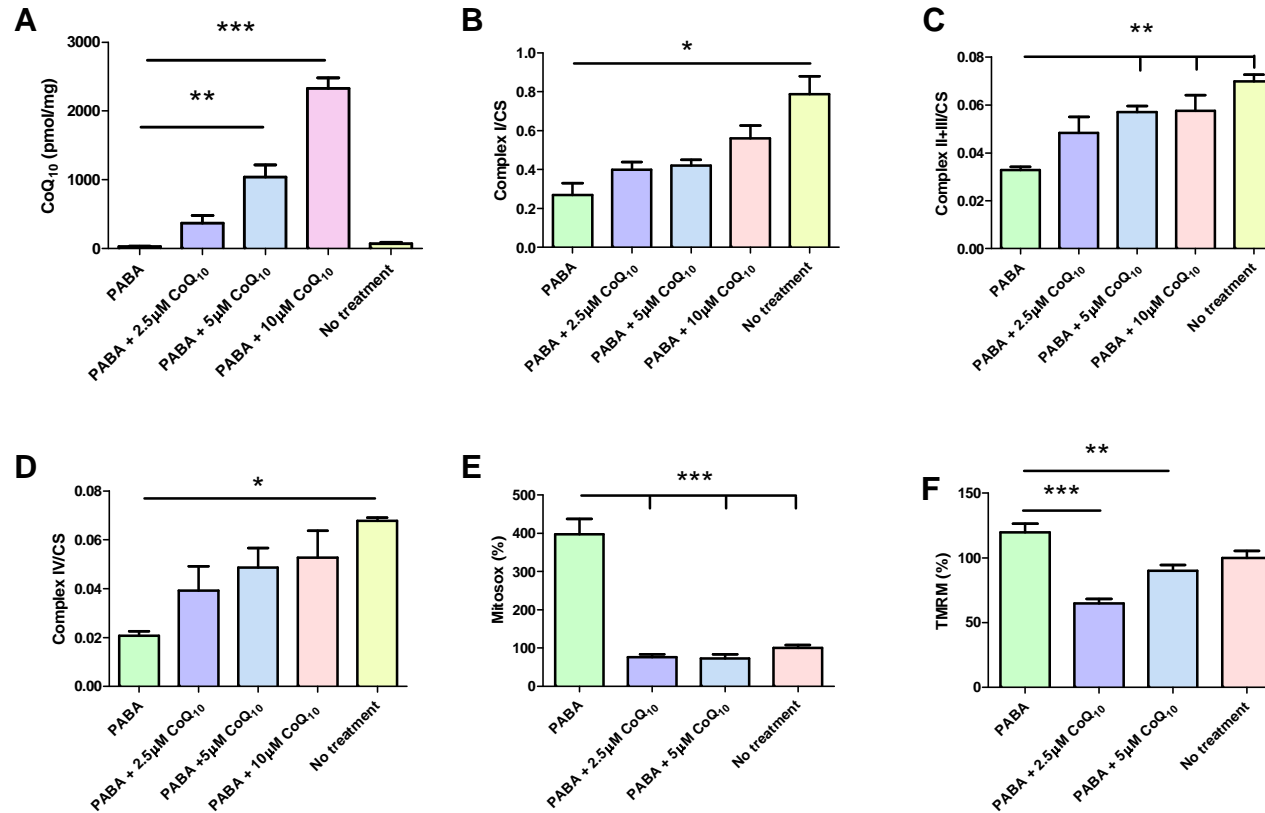 A
***
**
3000
2000
1000
0
CoQ₁₀ (pmol/mg)
PABA
PABA + 2.5µM CoQ₁₀
PABA + 5µM CoQ₁₀
PABA + 10µM CoQ₁₀
No treatment
B
*
1.0
0.8
0.6
0.4
0.2
0.0
Complex I/CS
PABA
PABA + 2.5µM CoQ₁₀
PABA + 5µM CoQ₁₀
PABA + 10µM CoQ₁₀
No treatment
C
**
0.08
0.06
0.04
0.02
0.00
Complex II+III/CS
PABA
PABA + 2.5µM CoQ₁₀
PABA + 5µM CoQ₁₀
PABA + 10µM CoQ₁₀
No treatment
D
*
0.08
0.06
0.04
0.02
0.00
Complex IV/CS
PABA
PABA + 2.5µM CoQ₁₀
PABA +5µM CoQ₁₀
PABA + 10µM CoQ₁₀
No treatment
E
***
500
400
300
200
100
0
Mitosox (%)
PABA
PABA + 2.5µM CoQ₁₀
PABA + 5µM CoQ₁₀
No treatment
F
**
***
150
100
50
0
TMRM (%)
PABA
PABA + 2.5µM CoQ₁₀
PABA + 5µM CoQ₁₀
No treatment